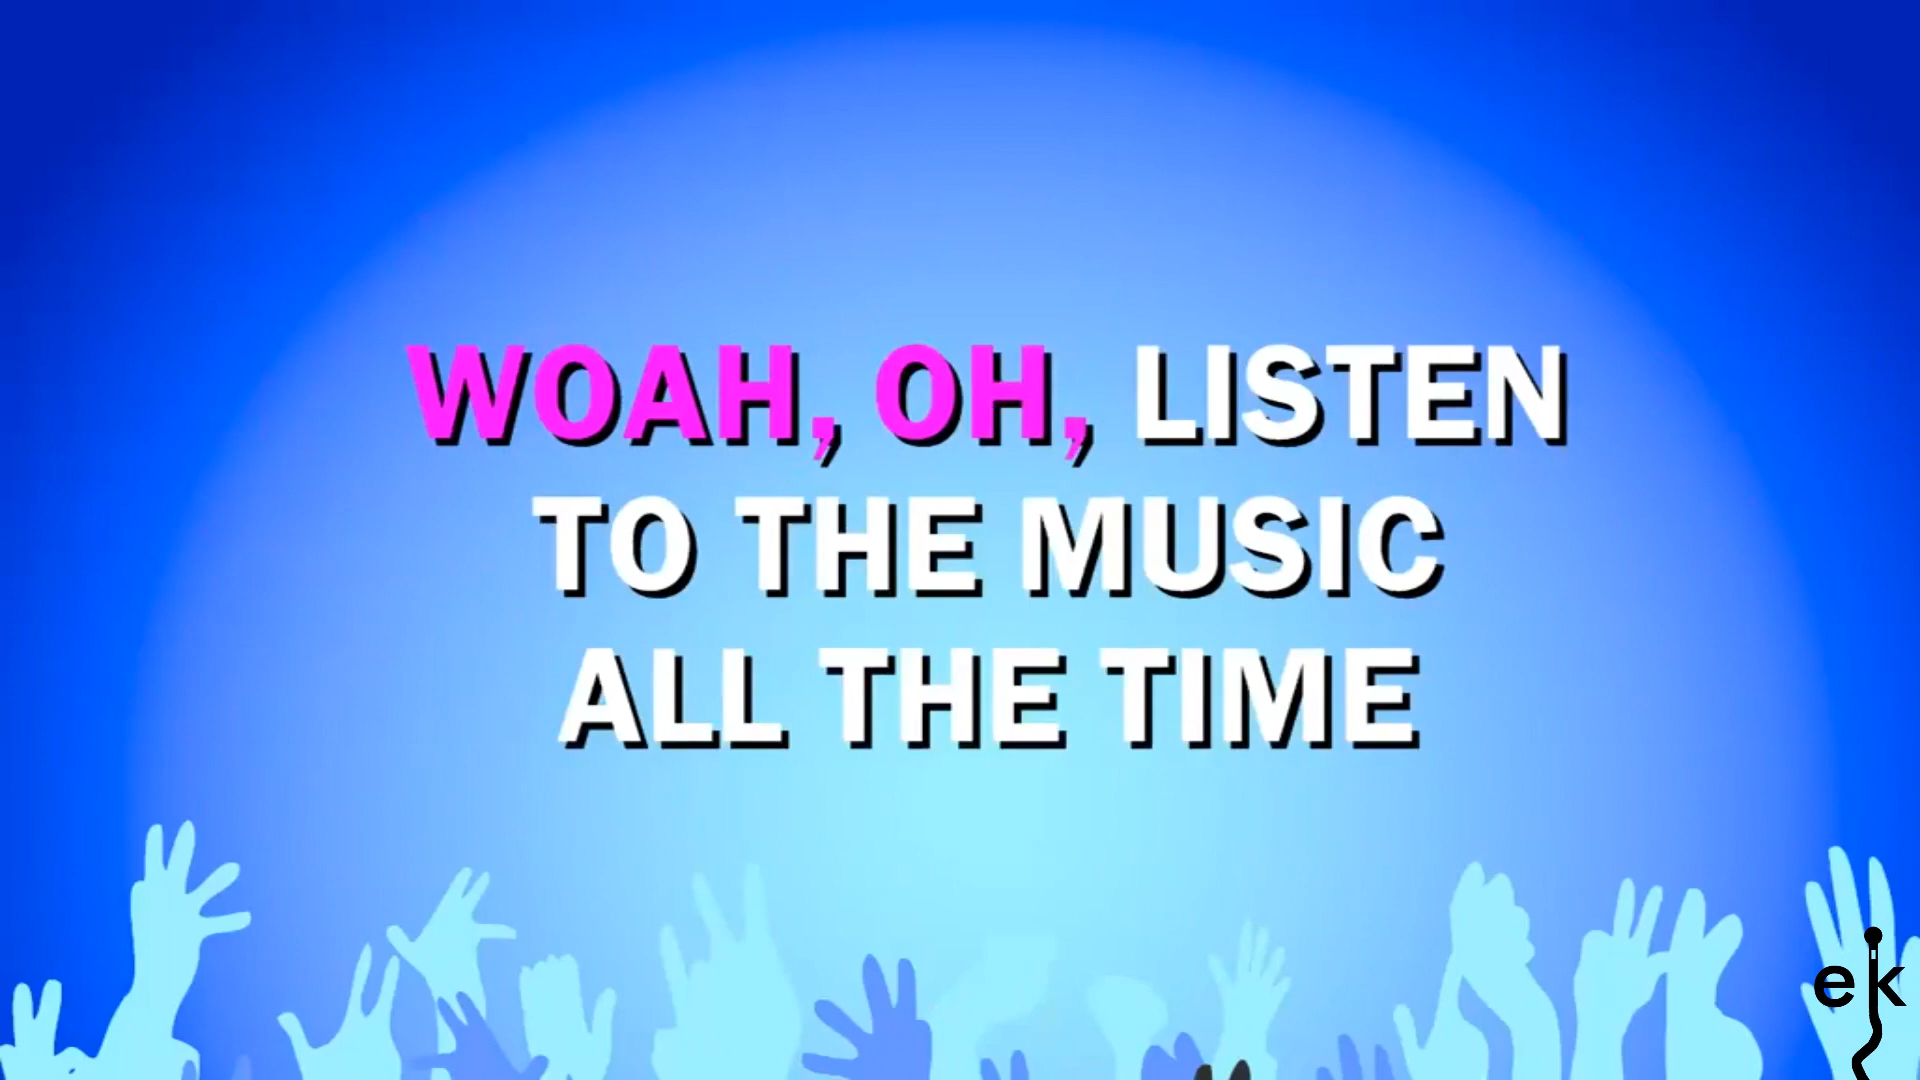 WOAH, OH, LISTEN
TO THE MUSIC
ALL THE TIME
ek